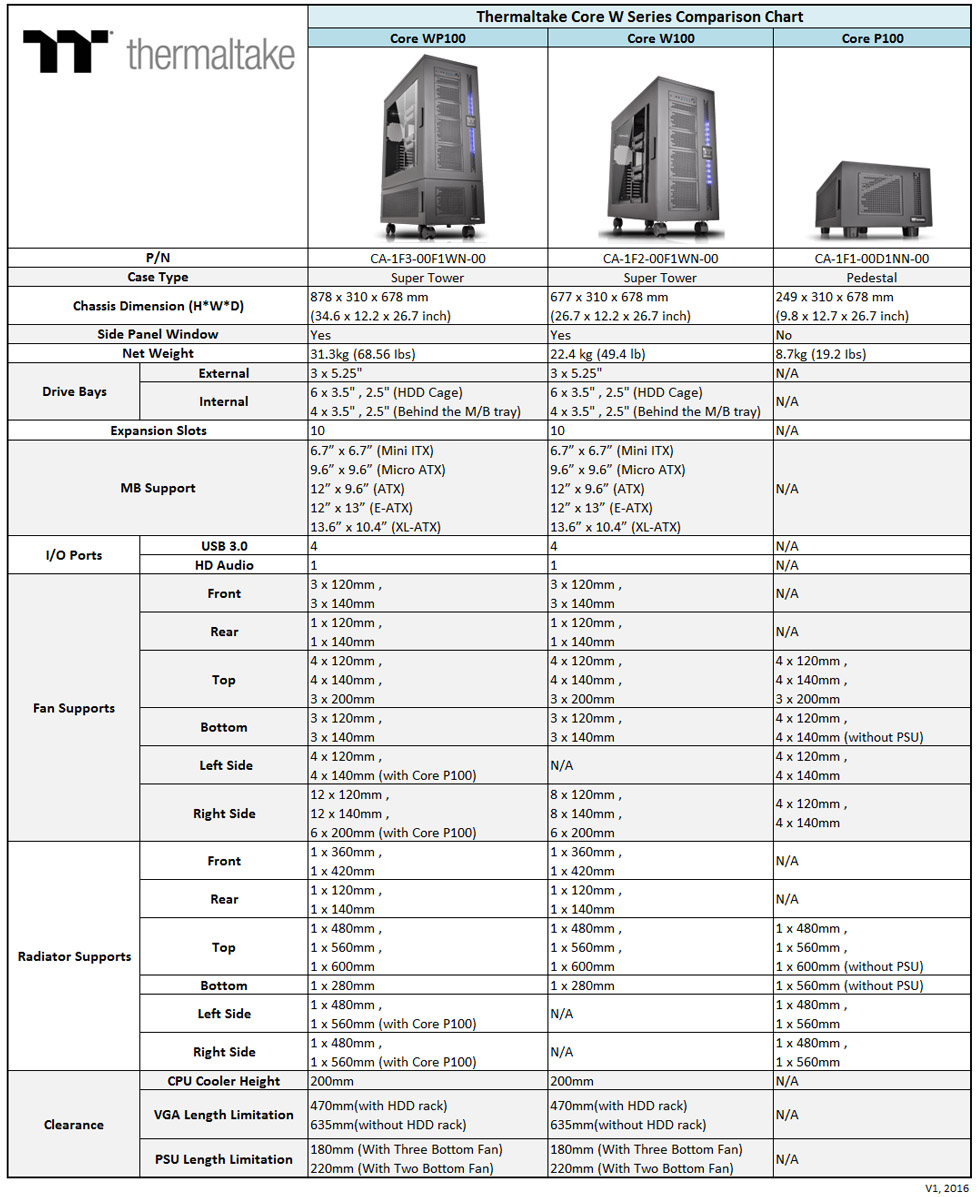 thermaltake
Thermaltake Core W Series Comparison Chart
Core WP100
Core W100
Core P100
P/N
CA-1F3-00F1WN-00
CA-1F2-00F1WN-00
CA-1F1-00D1NN-00
Case Type
Super Tower
Super Tower
Pedestal
Chassis Dimension (H*W*D)
878 x 310 x 678 mm
(34.6 x 12.2 x 26.7 inch)
677 x 310 x 678 mm
(26.7 x 12.2 x 26.7 inch)
249 x 310 x 678 mm
(9.8 x 12.7 x 26.7 inch)
Side Panel Window
Yes
Yes
No
Net Weight
31.3kg (68.56 lbs)
22.4 kg (49.4 lb)
8.7kg (19.2 lbs)
Drive Bays
External
3 x 5.25"
3 x 5.25"
N/A
Internal
6 x 3.5" , 2.5" (HDD Cage)
4 x 3.5" , 2.5" (Behind the M/B tray)
6 x 3.5" , 2.5" (HDD Cage)
4 x 3.5" , 2.5" (Behind the M/B tray)
N/A
Expansion Slots
10
10
N/A
MB Support
6.7” x 6.7” (Mini ITX)
9.6” x 9.6” (Micro ATX)
12” x 9.6” (ATX)
12” x 13” (E-ATX)
13.6” x 10.4” (XL-ATX)
6.7” x 6.7” (Mini ITX)
9.6” x 9.6” (Micro ATX)
12” x 9.6” (ATX)
12” x 13” (E-ATX)
13.6” x 10.4” (XL-ATX)
N/A
I/O Ports
USB 3.0
4
4
N/A
HD Audio
1
1
N/A
Fan Supports
Front
3 x 120mm ,
3 x 140mm
3 x 120mm ,
3 x 140mm
N/A
Rear
1 x 120mm ,
1 x 140mm
1 x 120mm ,
1 x 140mm
N/A
Top
4 x 120mm ,
4 x 140mm ,
3 x 200mm
4 x 120mm ,
4 x 140mm ,
3 x 200mm
4 x 120mm ,
4 x 140mm ,
3 x 200mm
Bottom
3 x 120mm ,
3 x 140mm
3 x 120mm ,
3 x 140mm
4 x 120mm ,
4 x 140mm (without PSU)
Left Side
4 x 120mm ,
4 x 140mm (with Core P100)
N/A
4 x 120mm ,
4 x 140mm
Right Side
12 x 120mm ,
12 x 140mm ,
6 x 200mm (with Core P100)
8 x 120mm ,
8 x 140mm ,
6 x 200mm
4 x 120mm ,
4 x 140mm
Radiator Supports
Front
1 x 360mm ,
1 x 420mm
1 x 360mm ,
1 x 420mm
N/A
Rear
1 x 120mm ,
1 x 140mm
1 x 120mm ,
1 x 140mm
N/A
Top
1 x 480mm ,
1 x 560mm ,
1 x 600mm
1 x 480mm ,
1 x 560mm ,
1 x 600mm
1 x 480mm ,
1 x 560mm ,
1 x 600mm (without PSU)
Bottom
1 x 280mm
1 x 280mm
1 x 560mm (without PSU)
Left Side
1 x 480mm ,
1 x 560mm (with Core P100)
N/A
1 x 480mm ,
1 x 560mm
Right Side
1 x 480mm ,
1 x 560mm (with Core P100)
N/A
1 x 480mm ,
1 x 560mm
Clearance
CPU Cooler Height
200mm
200mm
N/A
VGA Length Limitation
470mm(with HDD rack)
635mm(without HDD rack)
470mm(with HDD rack)
635mm(without HDD rack)
N/A
PSU Length Limitation
180mm (With Three Bottom Fan)
220mm (With Two Bottom Fan)
180mm (With Three Bottom Fan)
220mm (With Two Bottom Fan)
N/A
V1, 2016